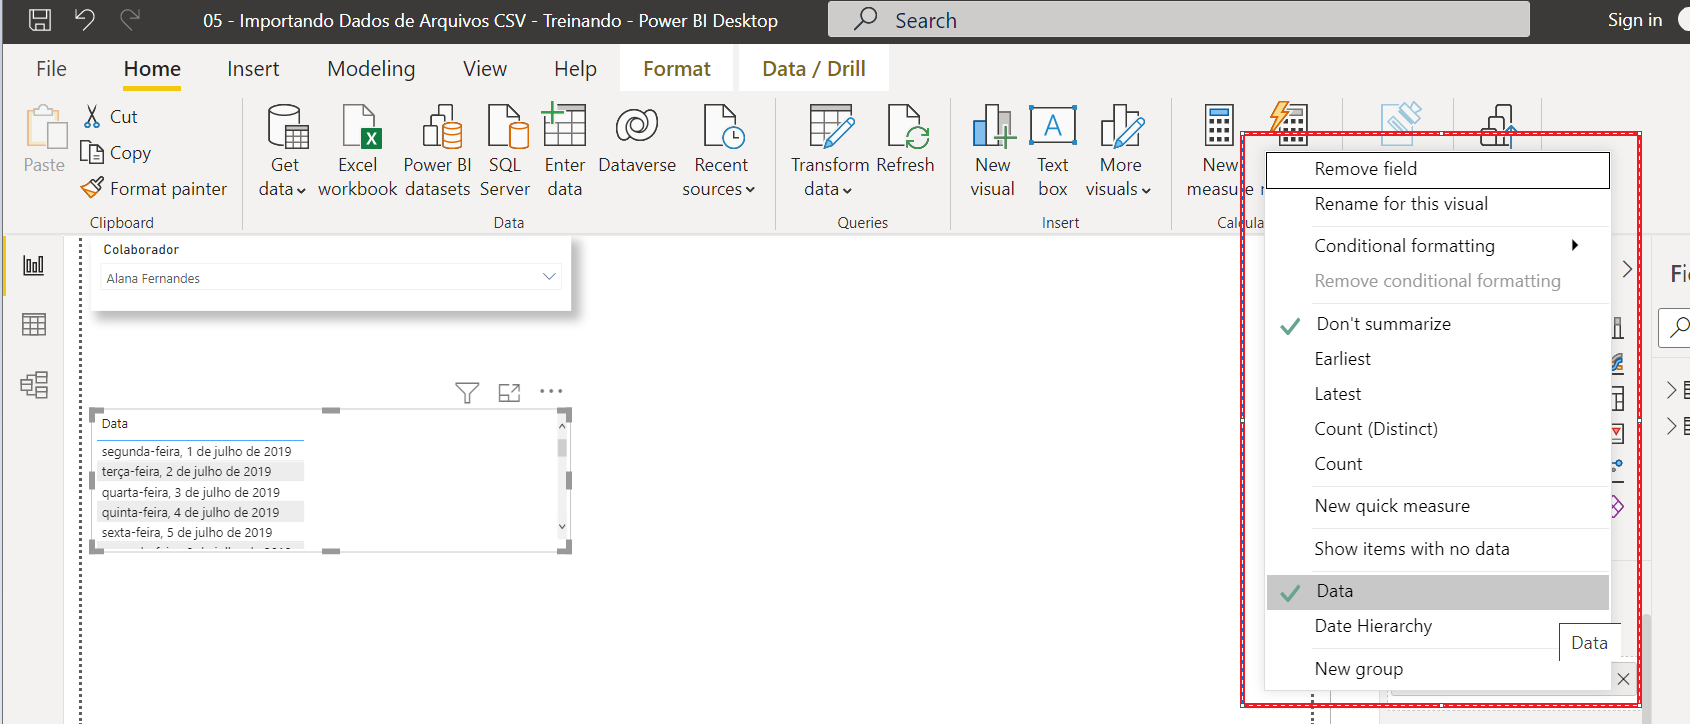 05 - Importando Dados de Arquivos CSV - Treinando - Power BI Desktop
Search
Sign in
File
Home
Insert
Modeling
View
Help
Format
Data / Drill
Paste
Cut
Copy
Format painter
Clipboard
Get data
Excel workbook
Power BI datasets
SQL Server
Enter data
Dataverse
Recent sources
Data
Transform data
Refresh
Queries
New visual
Text box
More visuals
Insert
New measure
Colaborador
Alana Fernandes
Data
segunda-feira, 1 de julho de 2019
terça-feira, 2 de julho de 2019
quarta-feira, 3 de julho de 2019
quinta-feira, 4 de julho de 2019
sexta-feira, 5 de julho de 2019
Remove field
Rename for this visual
Conditional formatting
Remove conditional formatting
Don't summarize
Earliest
Latest
Count (Distinct)
Count
New quick measure
Show items with no data
Data
Date Hierarchy
Data
New group